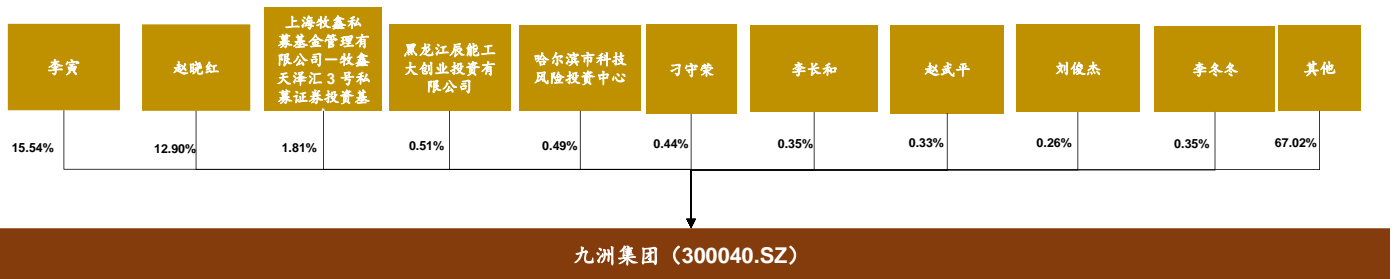 李寅
赵晓红
上海牧鑫私
募基金管理有
限公司－牧鑫
天泽汇3号私
募证券投资基
黑龙江辰能工
大创业投资有
限公司
哈尔滨市科技
风险投资中心
刁守荣
李长和
赵武平
刘俊杰
李冬冬
其他
15.54%
12.90%
1.81%
0.51%
0.49%
0.44%
0.35%
0.33%
0.26%
0.35%
67.02%
九洲集团（300040.SZ）